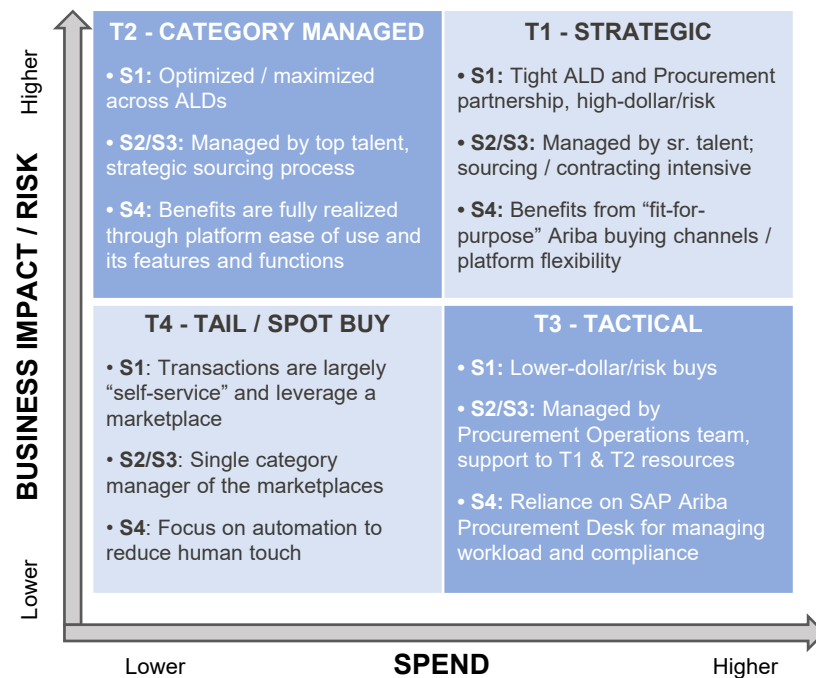 Higher
BUSINESS IMPACT / RISK
Lower
T2 - CATEGORY MANAGED
• S1: Optimized / maximized
across ALDs
• S2/S3: Managed by top talent,
strategic sourcing process
• S4: Benefits are fully realized
through platform ease of use and
its features and functions
T1 - STRATEGIC
• S1: Tight ALD and Procurement
partnership, high-dollar/risk
• S2/S3: Managed by sr. talent;
sourcing / contracting intensive
• S4: Benefits from “fit-for-
purpose” Ariba buying channels /
platform flexibility
T4 - TAIL / SPOT BUY
• S1: Transactions are largely
“self-service” and leverage a
marketplace
• S2/S3: Single category
manager of the marketplaces
• S4: Focus on automation to
reduce human touch
T3 - TACTICAL
• S1: Lower-dollar/risk buys
• S2/S3: Managed by
Procurement Operations team,
support to T1 & T2 resources
• S4: Reliance on SAP Ariba
Procurement Desk for managing
workload and compliance
Lower
SPEND
Higher